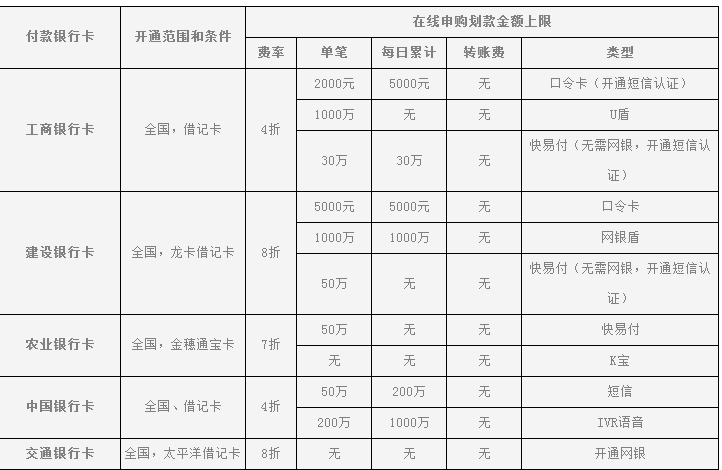 付款银行卡 开通范围和条件 在线申购划款金额上限
费率 单笔 每日累计 转账费 类型
工商银行卡 全国，借记卡 4折 2000元 5000元 无 口令卡（开通短信认证）
1000万 无 无 U盾
30万 30万 无 快易付（无需网银，开通短信认
证）
建设银行卡 全国，龙卡借记卡 8折 5000元 5000元 无 口令卡
1000万 1000万 无 网银盾
50万 无 无 快易付（无需网银，开通短信认
证）
农业银行卡 全国，金穗通宝卡 7折 50万 无 无 快易付
无 无 无 K宝
中国银行卡 全国、借记卡 4折 50万 200万 无 短信
200万 1000万 无 IVR语音
交通银行卡 全国，太平洋借记卡 8折 无 无 无 开通网银